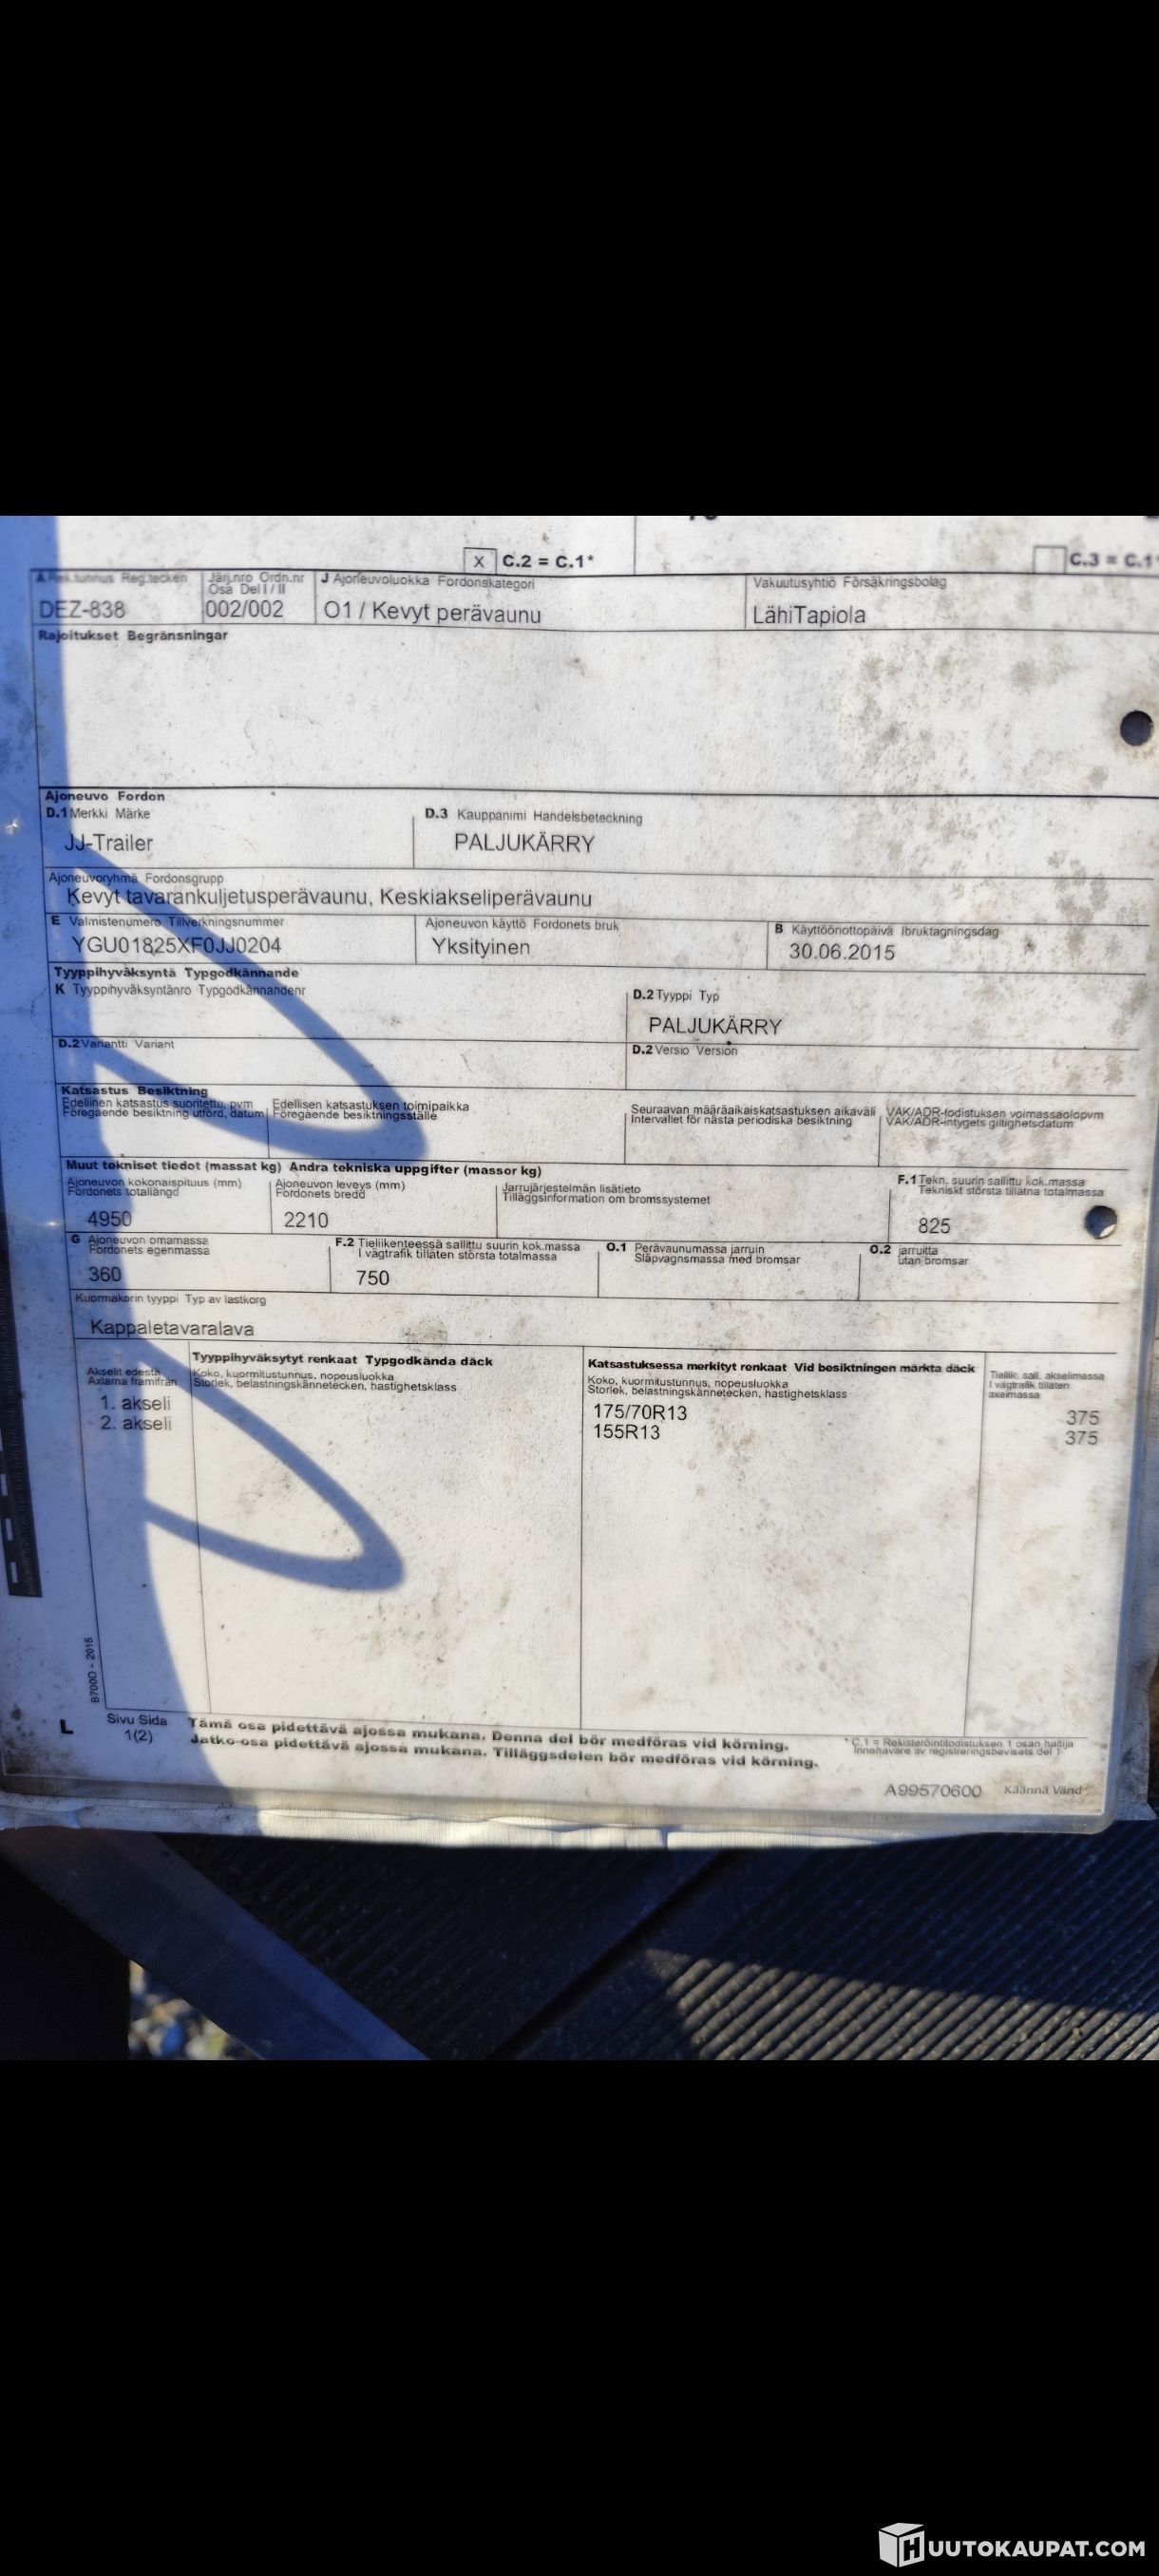 X C.2 = C.1*
C.3 = C.1*
A Rek.tunnus Reg.tecken
Järj.nro Ordn.nr
Osa Del I / II
J Ajoneuvoluokka Fordonskategori
Vakuutusyhtiö Försäkringsbolag
DEZ-838
002/002
O1 / Kevyt perävaunu
LähiTapiola
Rajoitukset Begränsningar
Ajoneuvo Fordon
D.1 Merkki Märke
D.3 Kauppanimi Handelsbeteckning
JJ-Trailer
PALJUKÄRRY
Ajoneuvoryhmä Fordonsgrupp
Kevyt tavarankuljetusperävaunu, Keskiakseliperävaunu
E Valmistenumero Tillverkningsnummer
Ajoneuvon käyttö Fordonets bruk
B Käyttöönottopäivä Ibruktagningsdag
YGU01825XF0JJ0204
Yksityinen
30.06.2015
Tyyppihyväksyntä Typgodkännande
K Tyyppihyväksyntänro Typgodkännandenr
D.2 Tyyppi Typ
PALJUKÄRRY
D.2 Variantti Variant
D.2 Versio Version
Katsastus Besiktning
Edellinen katsastus suoritettu, pvm
Föregående besiktning utförd, datum
Edellisen katsastuksen toimipaikka
Föregående besiktningsställe
Seuraavan määräaikaiskatsastuksen aikaväli
Intervallet för nästa periodiska besiktning
VAK/ADR-todistuksen voimassaolopvm
VAK/ADR-intygets giltighetsdatum
Muut tekniset tiedot (massat kg) Andra tekniska uppgifter (massor kg)
Ajoneuvon kokonaispituus (mm)
Fordonets totallängd
Ajoneuvon leveys (mm)
Fordonets bredd
Jarrujärjestelmän lisätieto
Tilläggsinformation om bromssystemet
F.1 Tekn. suurin sallittu kok.massa
Tekniskt största tillåtna totalmassa
4950
2210
825
G Ajoneuvon omamassa
Fordonets egenmassa
F.2 Tieliikenteessä sallittu suurin kok.massa
I vägtrafik tillåten största totalmassa
O.1 Perävaunumassa jarruin
Släpvagnsmassa med bromsar
O.2 jarruitta
utan bromsar
360
750
Kuormakorin tyyppi Typ av lastkorg
Kappaletavaralava
Akselit edestä
Axlarna framifrån
Tyyppihyväksytyt renkaat Typgodkända däck
Koko, kuormitustunnus, nopeusluokka
Storlek, belastningskännetecken, hastighetsklass
Katsastuksessa merkityt renkaat Vid besiktningen märkta däck
Koko, kuormitustunnus, nopeusluokka
Storlek, belastningskännetecken, hastighetsklass
Tieliik. sall. akselimassa
I vägtrafik tillåten
axelmassa
1. akseli
175/70R13
375
2. akseli
155R13
375
B700D - 2015
L
Sivu Sida
1(2)
Tämä osa pidettävä ajossa mukana. Denna del bör medföras vid körning.
Jatko-osa pidettävä ajossa mukana. Tilläggsdelen bör medföras vid körning.
* C.1 = Rekisteröintitodistuksen 1 osan haltija
Innehavare av registreringsbevisets del 1
A99570600 Käännä Vänd
HUUTOKAUPAT.COM